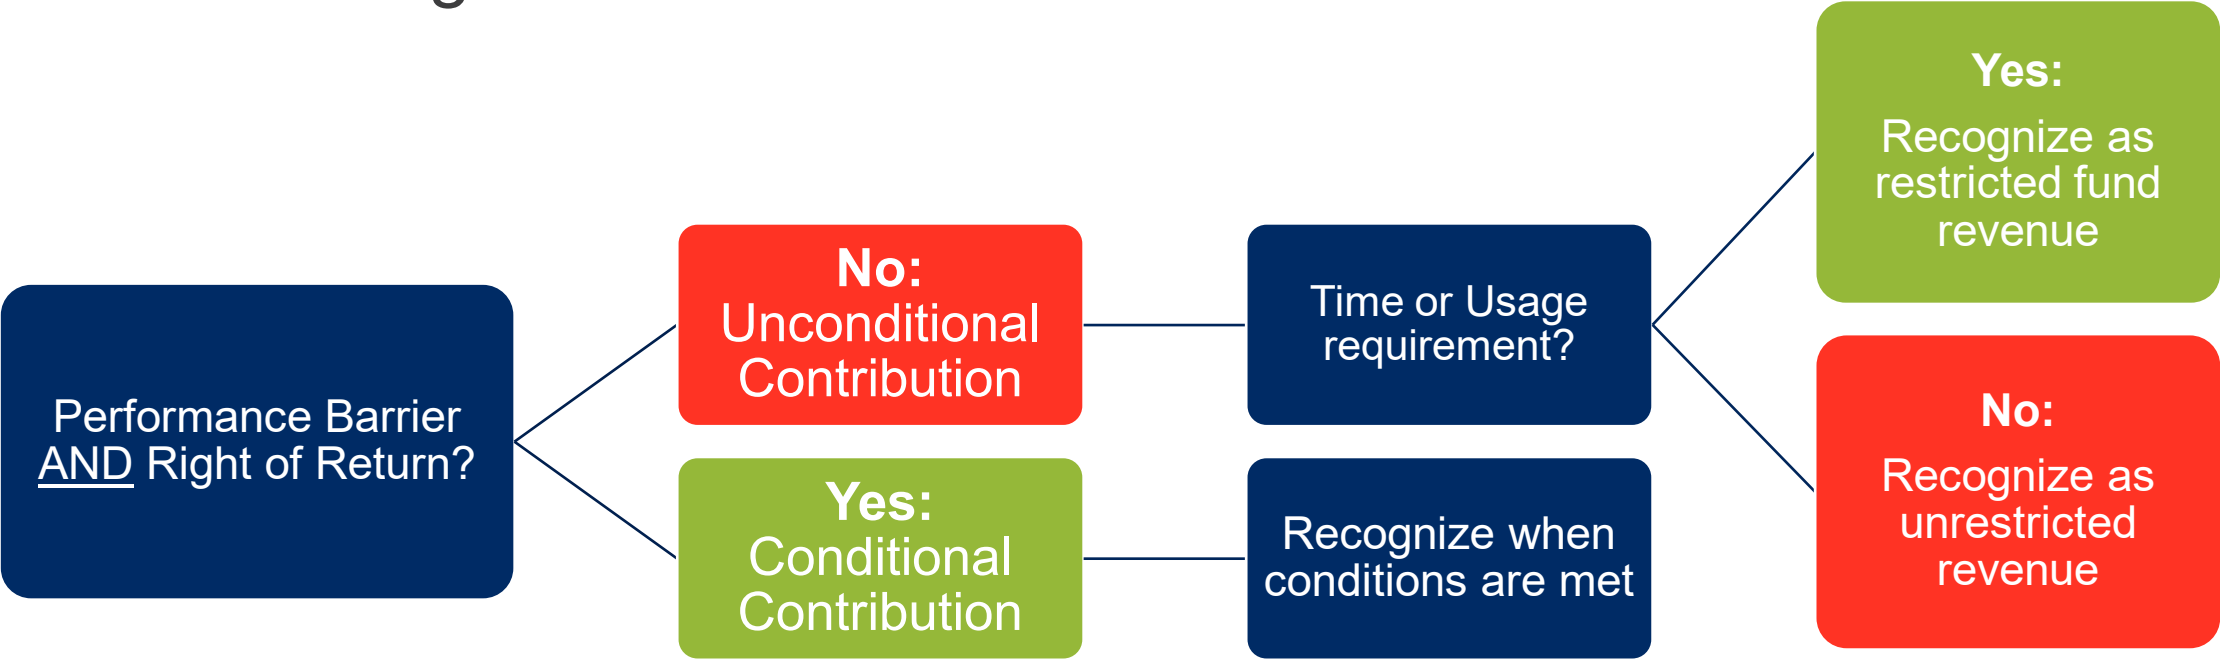 Performance Barrier
AND Right of Return?
No:
Unconditional
Contribution
Yes:
Conditional
Contribution
Time or Usage
requirement?
Recognize when
conditions are met
Yes:
Recognize as
restricted fund
revenue
No:
Recognize as
unrestricted
revenue